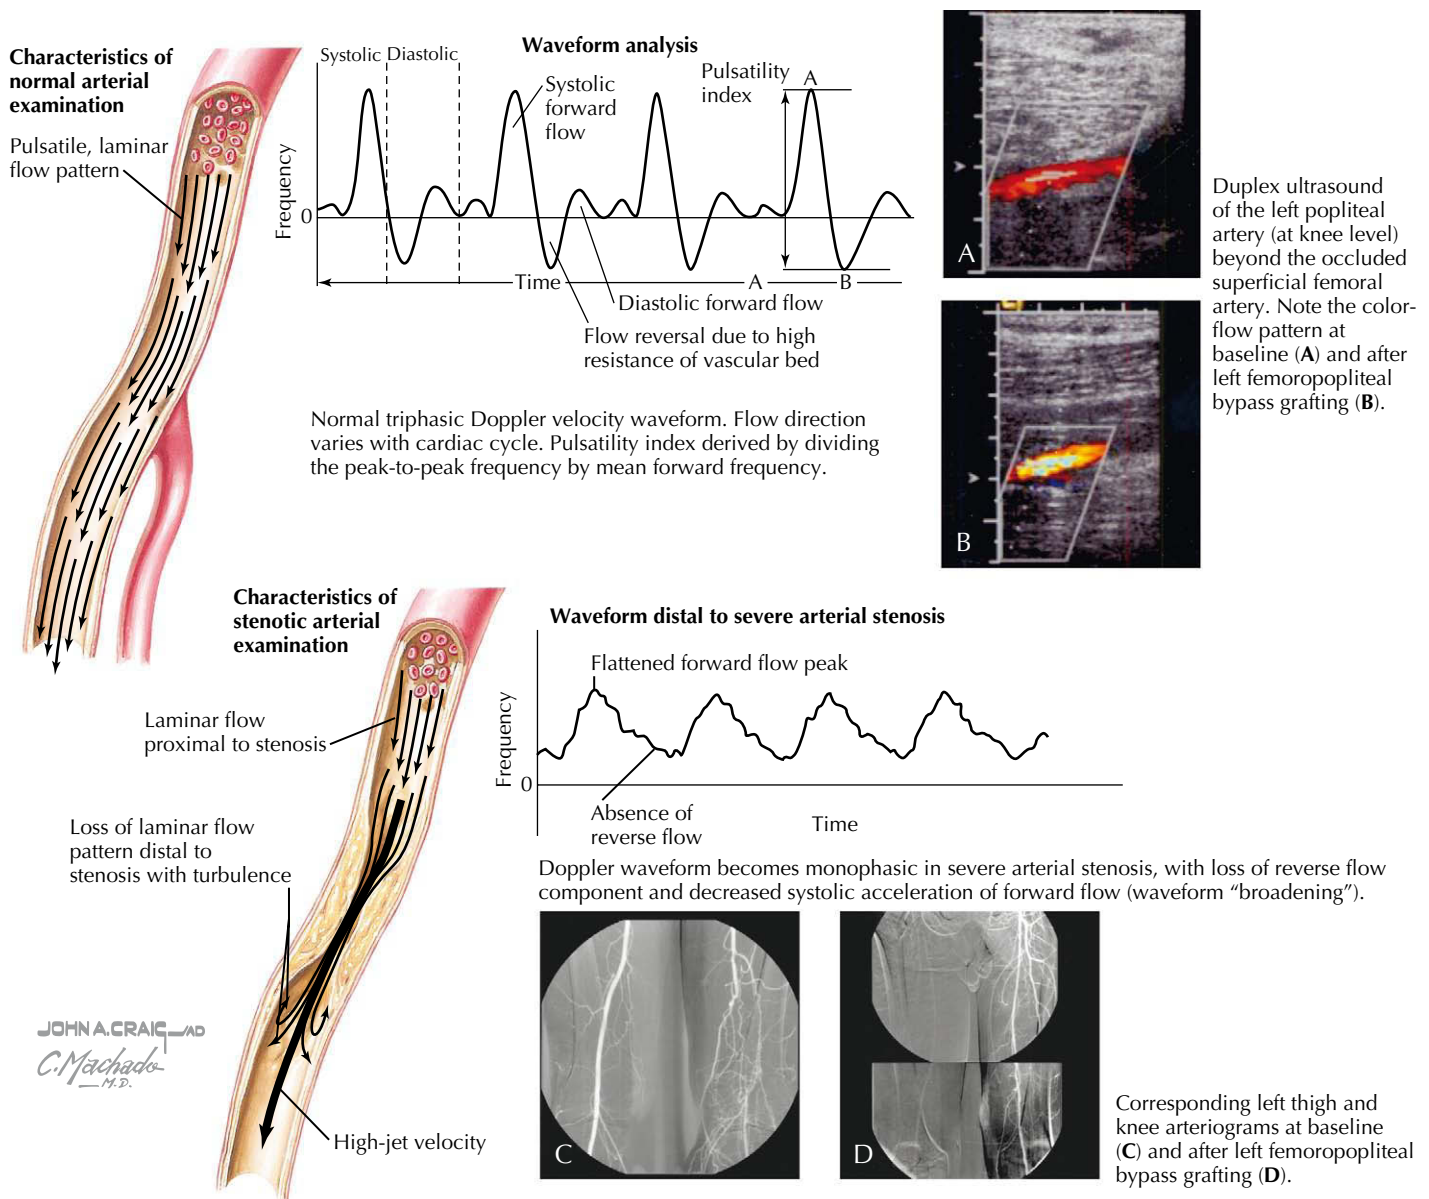 Characteristics of
normal arterial
examination
Pulsatile, laminar
flow pattern
Waveform analysis
Systolic Diastolic
Systolic
forward
flow
Pulsatility
index
A
Frequency
0
Time
A
B
Diastolic forward flow
Flow reversal due to high
resistance of vascular bed
Normal triphasic Doppler velocity waveform. Flow direction
varies with cardiac cycle. Pulsatility index derived by dividing
the peak-to-peak frequency by mean forward frequency.
A
B
Duplex ultrasound
of the left popliteal
artery (at knee level)
beyond the occluded
superficial femoral
artery. Note the color-
flow pattern at
baseline (A) and after
left femoropopliteal
bypass grafting (B).
Characteristics of
stenotic arterial
examination
Laminar flow
proximal to stenosis
Loss of laminar flow
pattern distal to
stenosis with turbulence
High-jet velocity
JOHN A. CRAIG AD
C. Machado
M.D.
Waveform distal to severe arterial stenosis
Flattened forward flow peak
Frequency
0
Absence of
reverse flow
Time
Doppler waveform becomes monophasic in severe arterial stenosis, with loss of reverse flow
component and decreased systolic acceleration of forward flow (waveform “broadening”).
C
D
Corresponding left thigh and
knee arteriograms at baseline
(C) and after left femoropopliteal
bypass grafting (D).